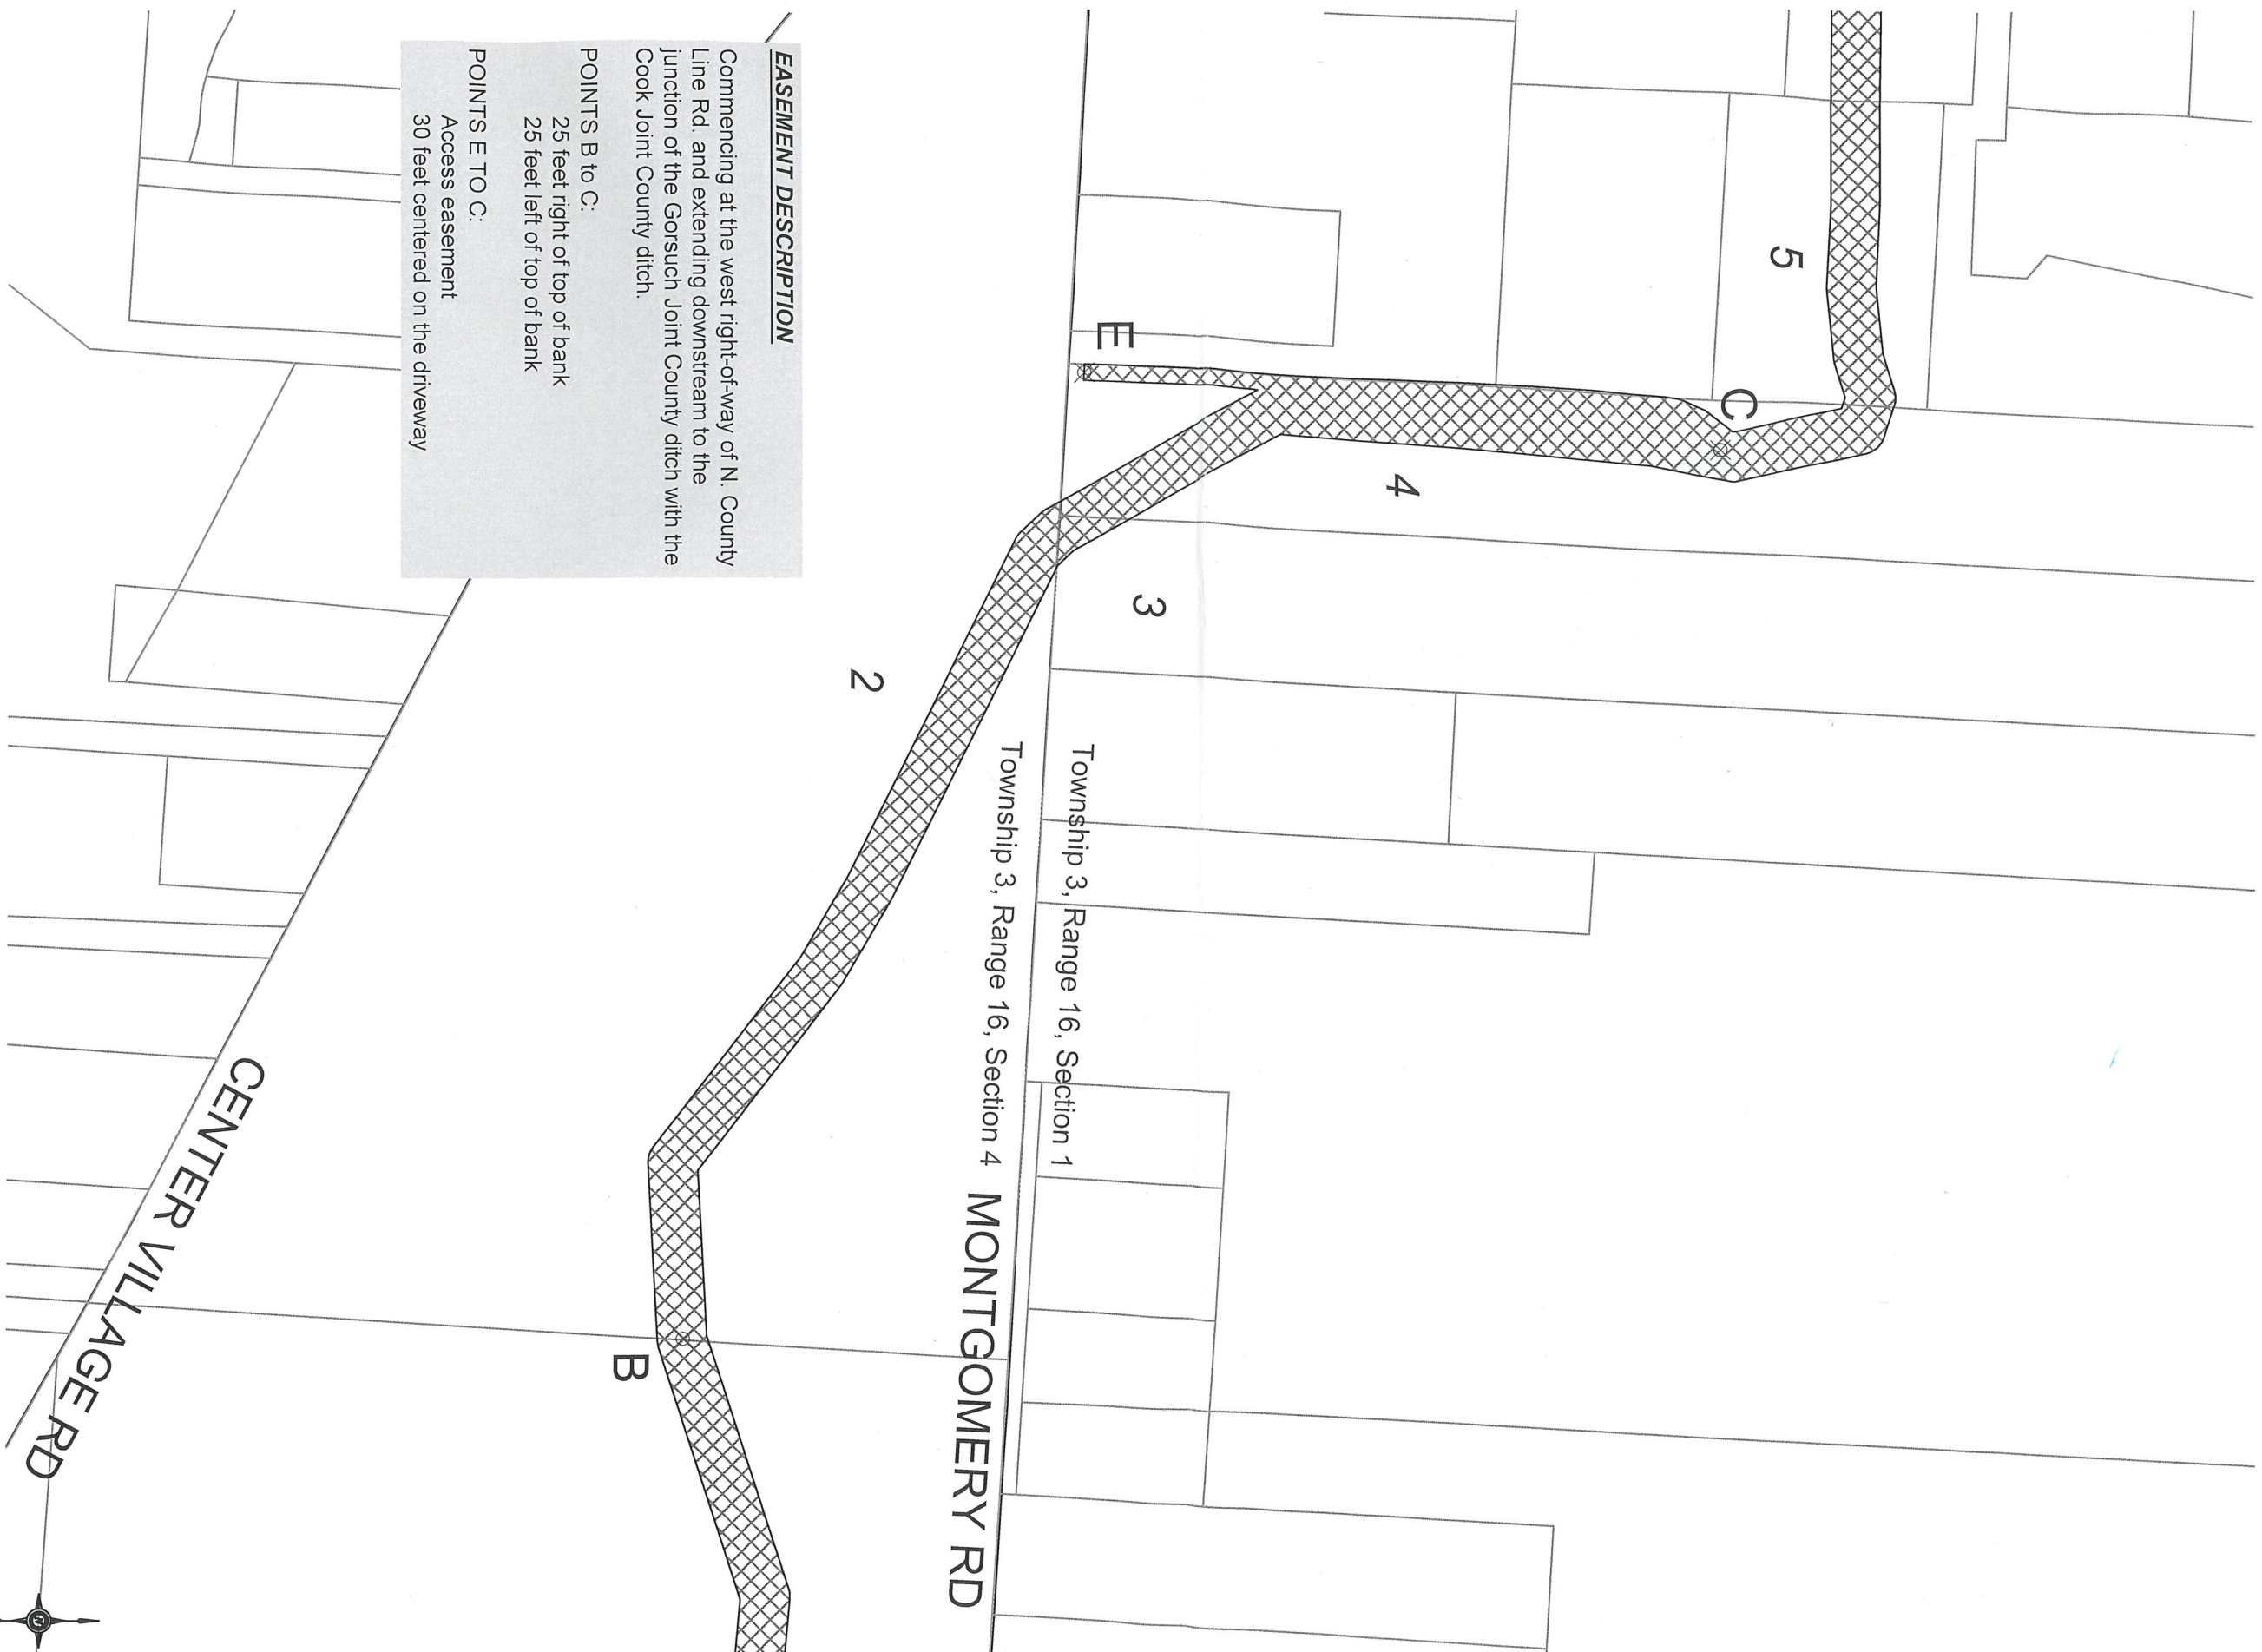 EASEMENT DESCRIPTION
Commencing at the west right-of-way of N. County
Line Rd. and extending downstream to the
junction of the Gorsuch Joint County ditch with the
Cook Joint County ditch.
POINTS B to C:
25 feet right of top of bank
25 feet left of top of bank
POINTS E TO C:
Access easement
30 feet centered on the driveway
5
C
E
4
3
2
Township 3, Range 16, Section 1
Township 3, Range 16, Section 4
MONTGOMERY RD
B
CENTER VILLAGE RD
N